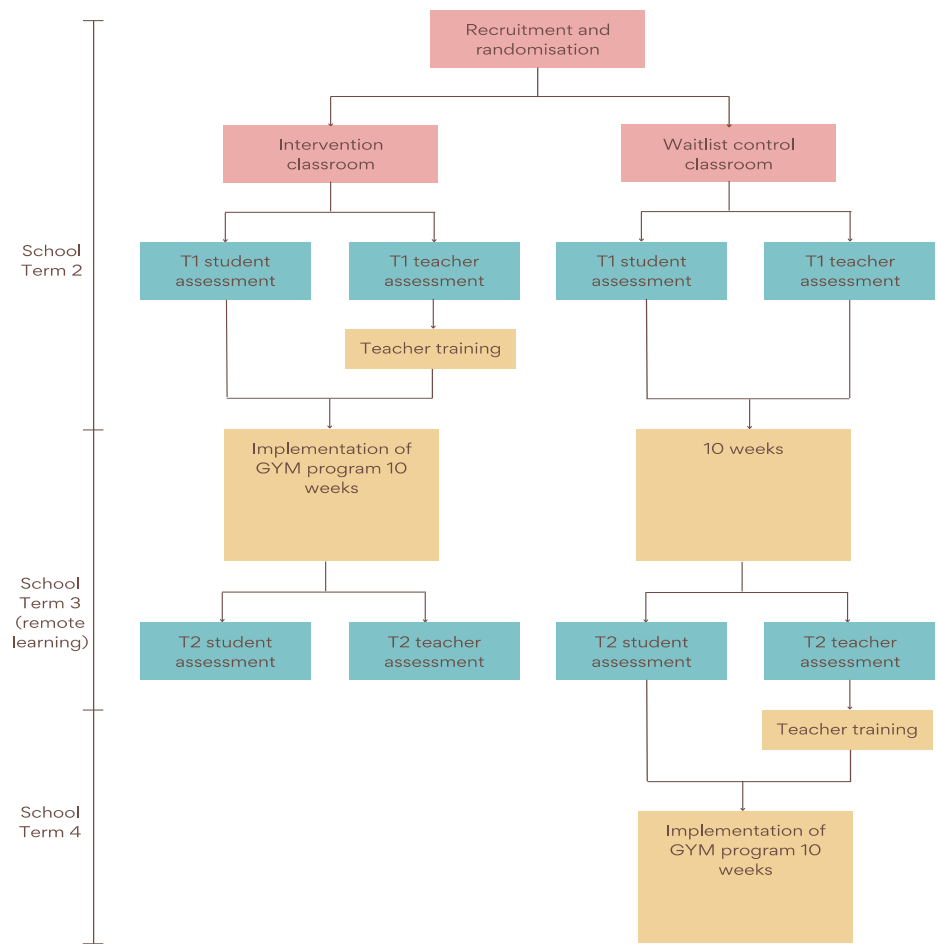 Recruitment and
randomisation
Intervention
classroom
Waitlist control
classroom
School
Term 2
T1 student
assessment
T1 teacher
assessment
T1 student
assessment
T1 teacher
assessment
Teacher training
Implementation of
GYM program 10
weeks
10 weeks
School
Term 3
(remote
learning)
T2 student
assessment
T2 teacher
assessment
T2 student
assessment
T2 teacher
assessment
Teacher training
School
Term 4
Implementation of
GYM program 10
weeks